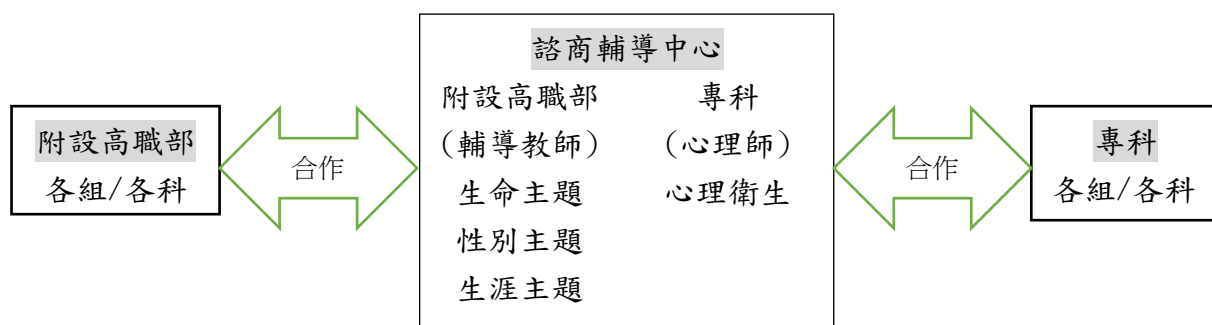 諮商輔導中心
附設高職部 專科
(輔導教師) (心理師)
生命主題 心理衛生
性別主題
生涯主題
附設高職部
各組/各科
合作
合作
專科
各組/各科